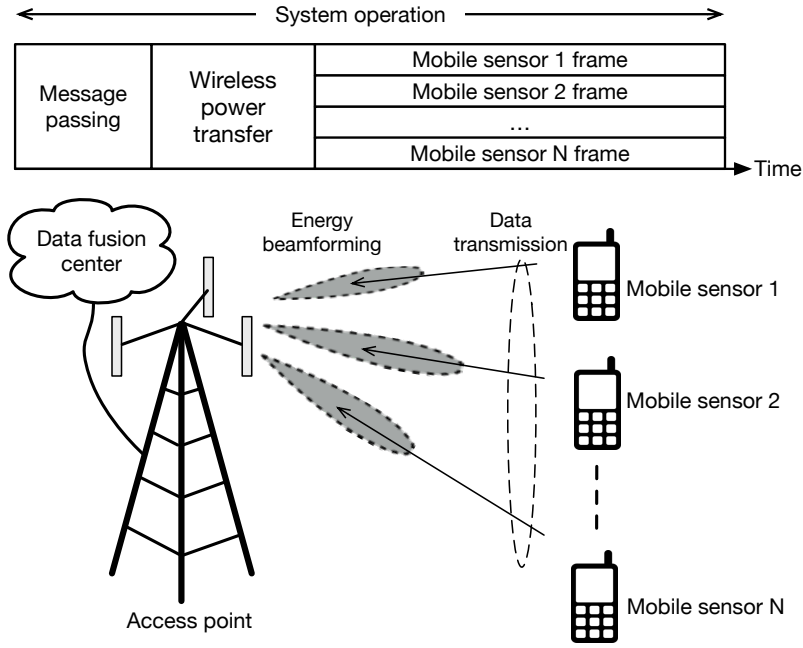 System operation
Message
passing
Wireless
power
transfer
Mobile sensor 1 frame
Mobile sensor 2 frame
...
Mobile sensor N frame
Time
Data fusion
center
Energy
beamforming
Data
transmission
Mobile sensor 1
Mobile sensor 2
Mobile sensor N
Access point